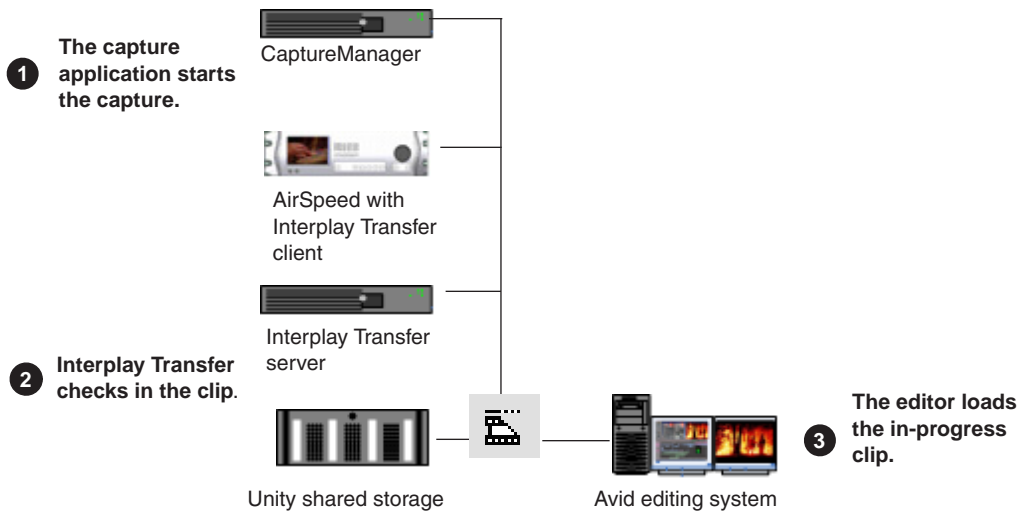 1
The capture
application starts
the capture.
CaptureManager
AirSpeed with
Interplay Transfer
client
Interplay Transfer
server
2
Interplay Transfer
checks in the clip.
Unity shared storage
Avid editing system
3
The editor loads
the in-progress
clip.